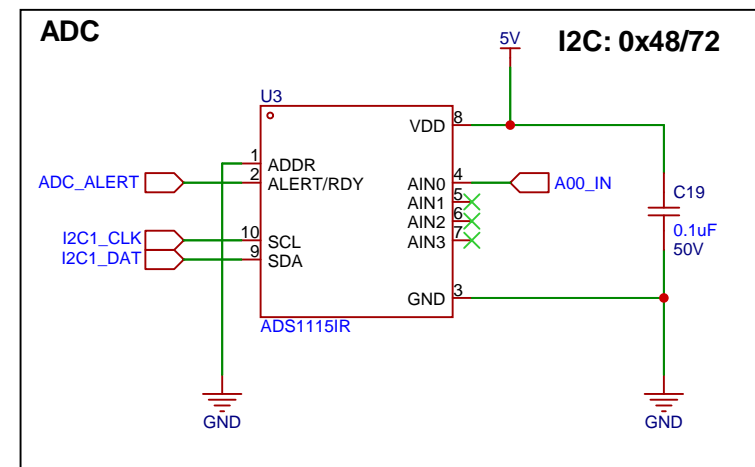 ADC
5V
I2C: 0x48/72
U3
VDD 8
1 ADDR
ADC_ALERT 2 ALERT/RDY
AIN0 4 A00_IN
AIN1 5
AIN2 6
AIN3 7
C19
0.1uF
50V
I2C1_CLK 10 SCL
I2C1_DAT 9 SDA
GND 3
ADS1115IR
GND
GND